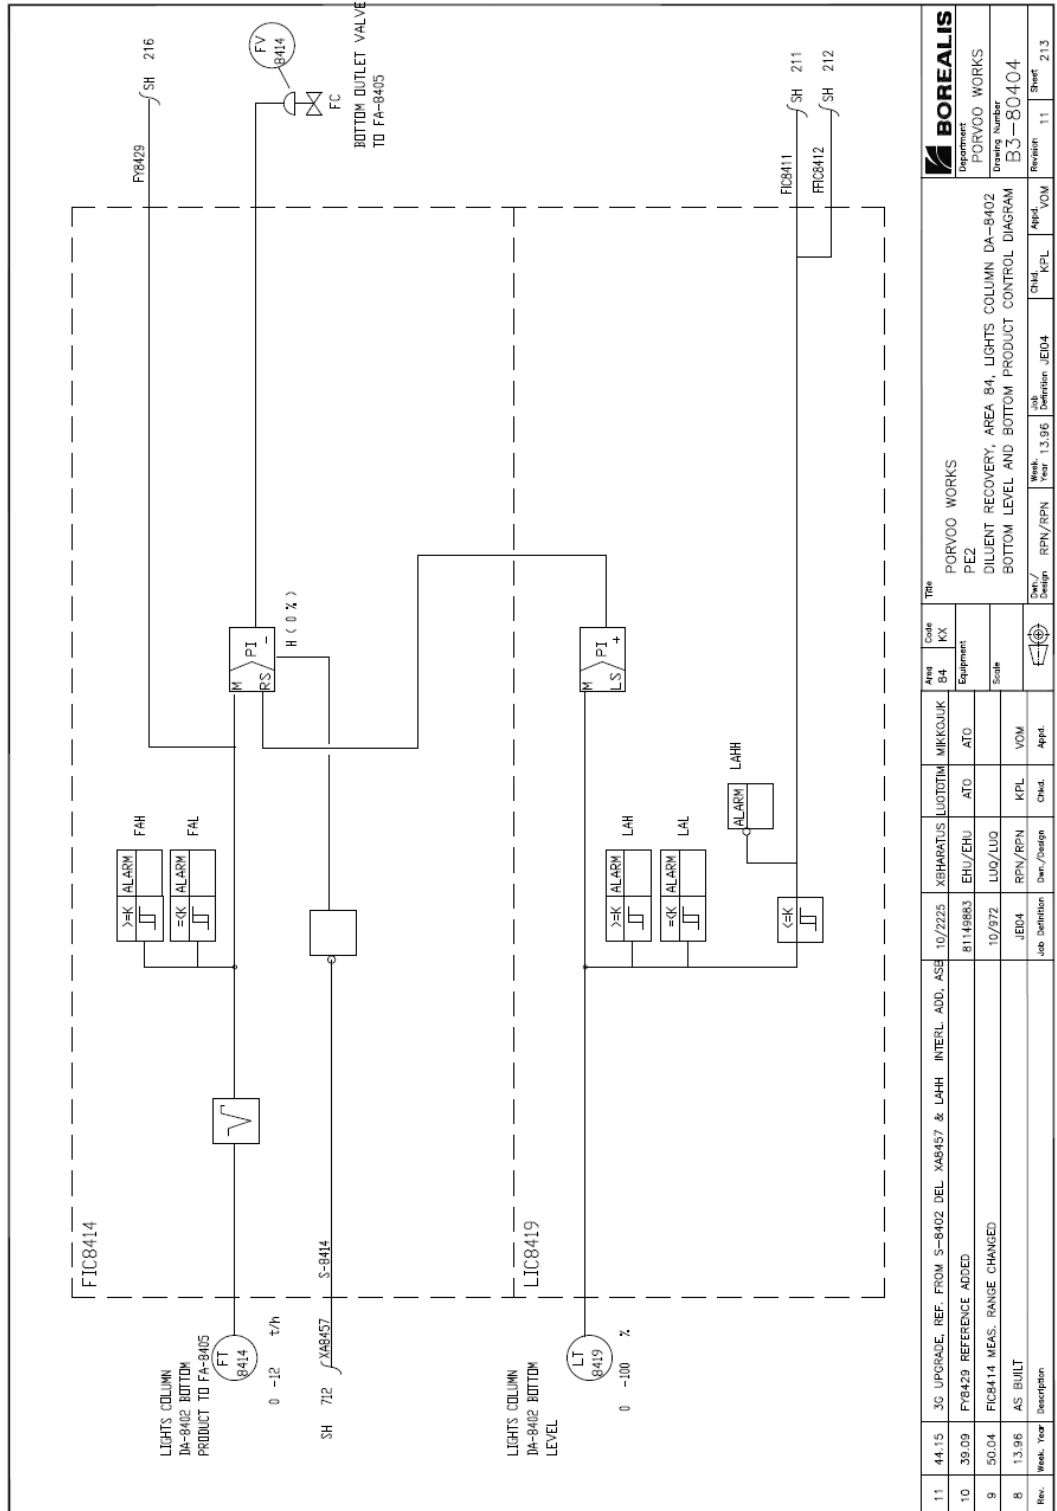 FIC8414
LIC8419
LIGHTS COLUMN
DA-8402 BOTTOM
PRODUCT TO FA-8405
FT
8414
0 -12 t/h
SH 712
XA8457
S-8414
LIGHTS COLUMN
DA-8402 BOTTOM
LEVEL
LT
8419
0 -100 %
√
>=K ALARM
FAH
=<K ALARM
FAL
M PI
RS -
H ( 0 % )
FY8429
SH 216
FV
8414
FC
BOTTOM OUTLET VALVE
TO FA-8405
>=K ALARM
LAH
=<K ALARM
LAL
M PI
LS +
<=K
ALARM
LAHH
FIC8411
SH 211
FFIC8412
SH 212
11 44.15 3G UPGRADE, REF. FROM S-8402 DEL. XA8457 & LAHH INTERL. ADD, ASB 10/2225 XBHARATUS LUOTOTIM MIKKOJUK
10 39.09 FY8429 REFERENCE ADDED 81149883 EHU/EHU ATO ATO
9 50.04 FIC8414 MEAS. RANGE CHANGED 10/972 LUQ/LUQ
8 13.96 AS BUILT JEI04 RPN/RPN KPL VOM
Rev. Week. Year Description Job Definition Dwn./Design Chkd. Appd.
Area
84
Code
KX
Equipment
Scale
Title
PORVOO WORKS
PE2
DILUENT RECOVERY, AREA 84, LIGHTS COLUMN DA-8402
BOTTOM LEVEL AND BOTTOM PRODUCT CONTROL DIAGRAM
Dwn./
Design RPN/RPN
Week.
Year 13.96
Job
Definition JEI04
Chkd. KPL
Appd. VOM
BOREALIS
Department
PORVOO WORKS
Drawing Number
B3-80404
Revision 11
Sheet 213